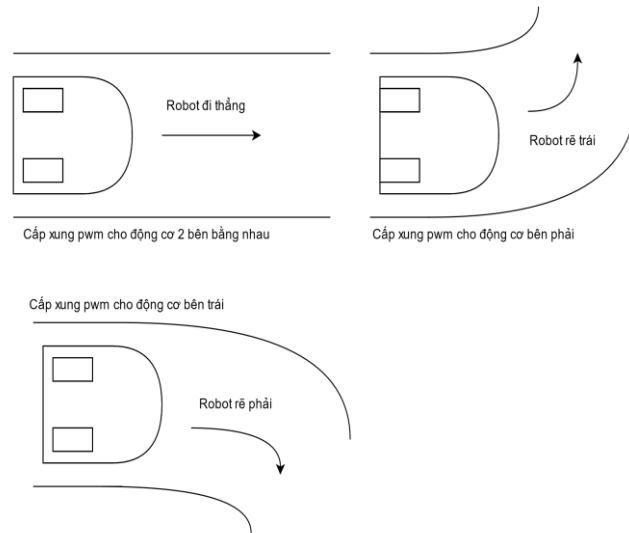 Robot đi thẳng
Cấp xung pwm cho động cơ 2 bên bằng nhau
Robot rẽ trái
Cấp xung pwm cho động cơ bên phải
Cấp xung pwm cho động cơ bên trái
Robot rẽ phải